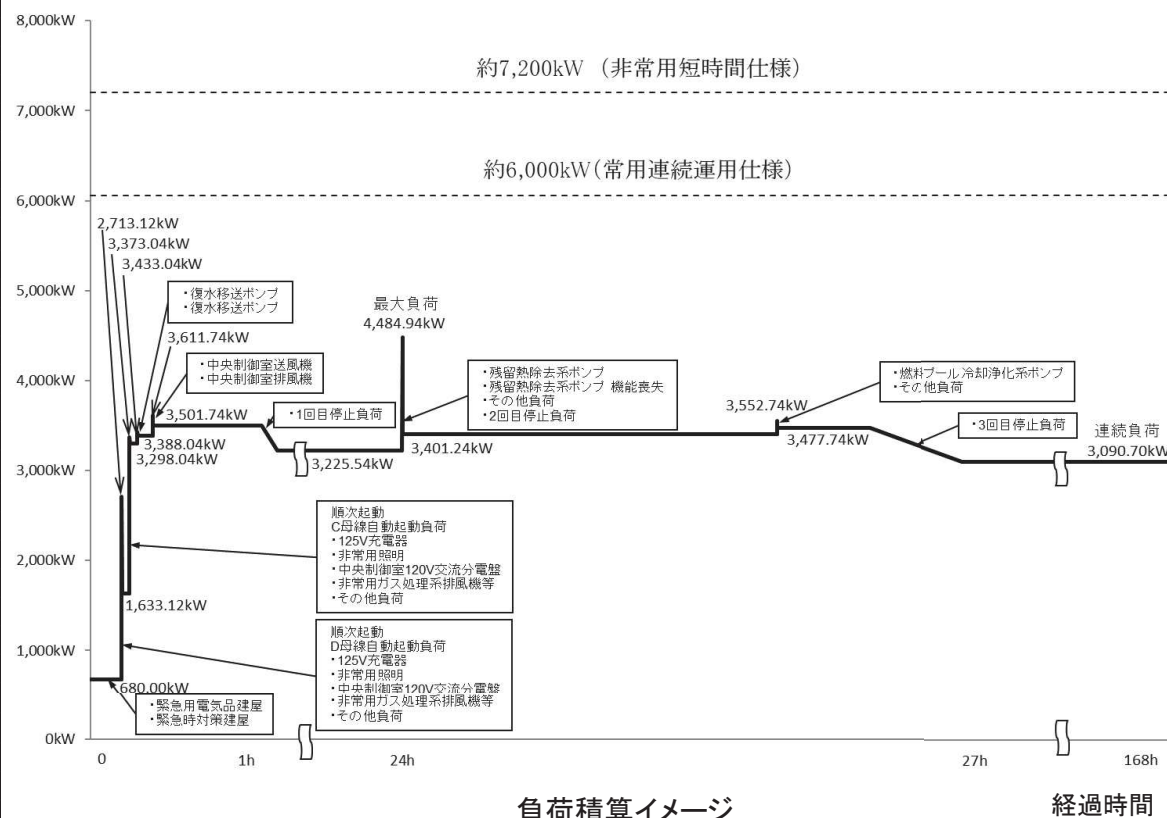 8,000kW
約7,200kW （非常用短時間仕様）
7,000kW
約6,000kW（常用連続運用仕様）
6,000kW
2,713.12kW
3,373.04kW
3,433.04kW
5,000kW
・復水移送ポンプ
・復水移送ポンプ
最大負荷
4,484.94kW
3,611.74kW
・中央制御室送風機
・中央制御室排風機
4,000kW
・残留熱除去系ポンプ
・残留熱除去系ポンプ 機能喪失
・その他負荷
・2回目停止負荷
・燃料プール冷却浄化系ポンプ
・その他負荷
3,552.74kW
3,501.74kW
・1回目停止負荷
・3回目停止負荷
3,388.04kW
3,298.04kW
3,225.54kW
3,401.24kW
3,477.74kW
連続負荷
3,090.70kW
3,000kW
順次起動
C母線自動起動負荷
・125V充電器
・非常用照明
・中央制御室120V交流分電盤
・非常用ガス処理系排風機等
・その他負荷
2,000kW
1,633.12kW
順次起動
D母線自動起動負荷
・125V充電器
・非常用照明
・中央制御室120V交流分電盤
・非常用ガス処理系排風機等
・その他負荷
1,000kW
680.00kW
・緊急用電気品建屋
・緊急時対策建屋
0kW
0
1h
24h
27h
168h
負荷積算イメージ
経過時間